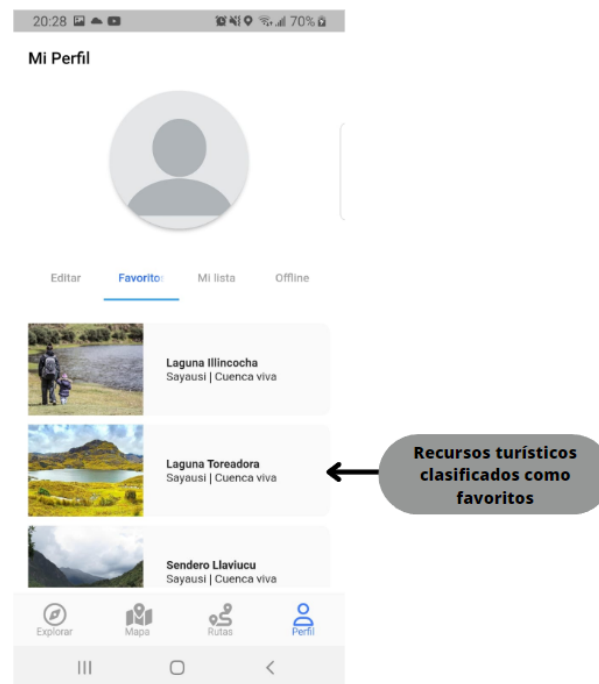 20:28 70%
Mi Perfil
Editar Favorito Mi lista Offline
Laguna Illincocha
Sayausi | Cuenca viva
Laguna Toreadora
Sayausi | Cuenca viva
Recursos turísticos
clasificados como
favoritos
Sendero Llaviucu
Sayausi | Cuenca viva
Explorar Mapa Rutas Perfil